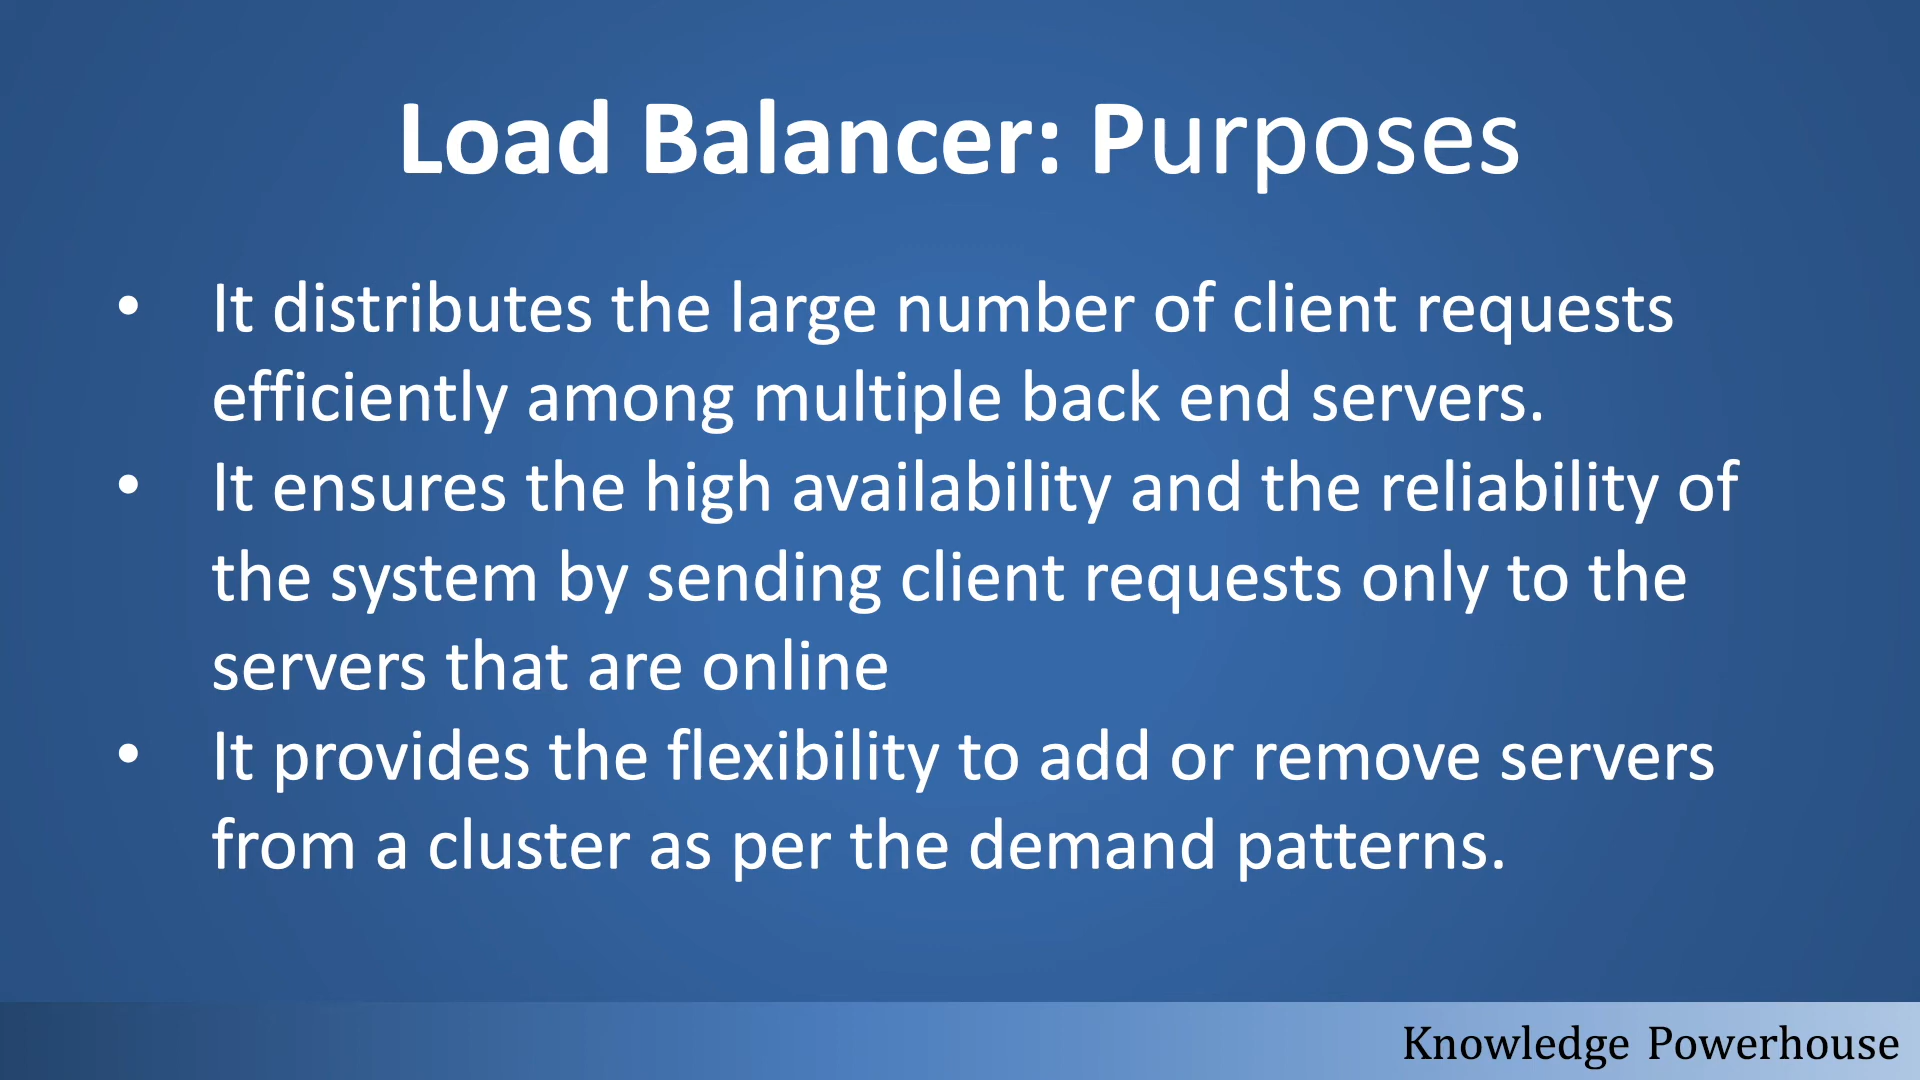 Load Balancer: Purposes
• It distributes the large number of client requests
efficiently among multiple back end servers.
• It ensures the high availability and the reliability of
the system by sending client requests only to the
servers that are online
• It provides the flexibility to add or remove servers
from a cluster as per the demand patterns.
Knowledge Powerhouse